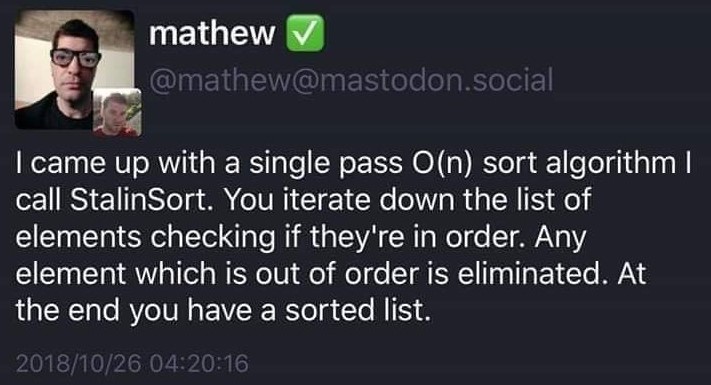 mathew ✅
@mathew@mastodon.social
I came up with a single pass O(n) sort algorithm I
call StalinSort. You iterate down the list of
elements checking if they're in order. Any
element which is out of order is eliminated. At
the end you have a sorted list.
2018/10/26 04:20:16